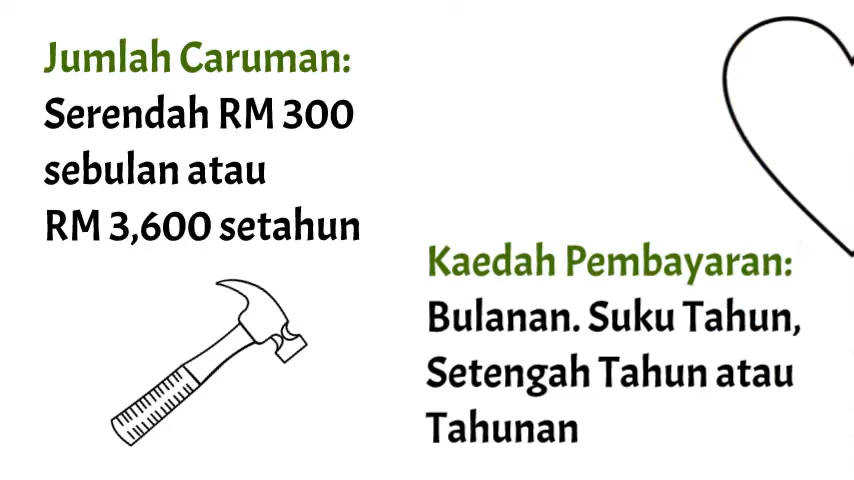 Jumlah Caruman:
Serendah RM 300
sebulan atau
RM 3,600 setahun
Kaedah Pembayaran:
Bulanan. Suku Tahun,
Setengah Tahun atau
Tahunan